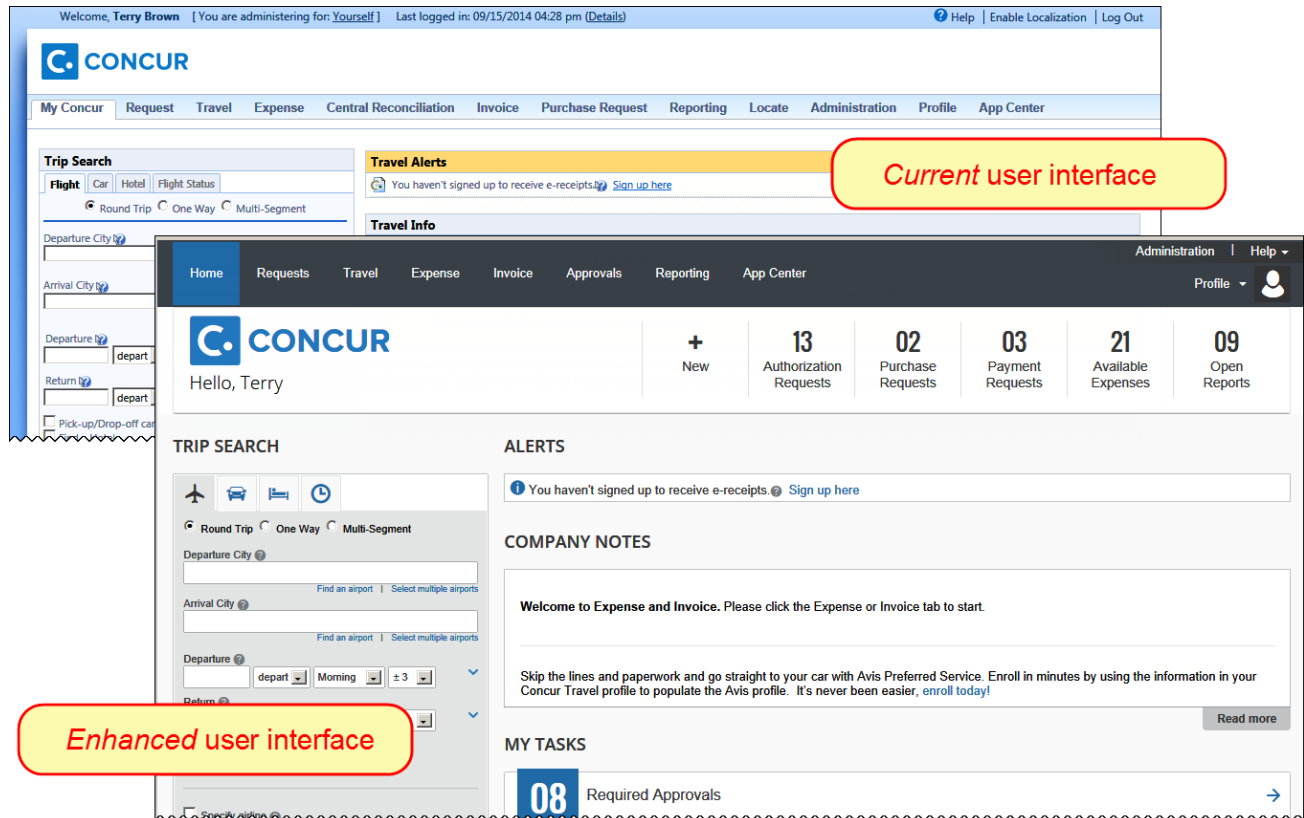 Welcome, Terry Brown [ You are administering for: Yourself ] Last logged in: 09/15/2014 04:28 pm (Details) Help | Enable Localization | Log Out
C. CONCUR
My Concur Request Travel Expense Central Reconciliation Invoice Purchase Request Reporting Locate Administration Profile App Center
Trip Search
Flight Car Hotel Flight Status
Round Trip One Way Multi-Segment
Departure City
Arrival City
Departure
depart
Return
depart
Pick-up/Drop-off car
Travel Alerts
You haven't signed up to receive e-receipts. Sign up here
Travel Info
Current user interface
Administration | Help
Home Requests Travel Expense Invoice Approvals Reporting App Center
Profile
C. CONCUR
Hello, Terry
+ New
13 Authorization Requests
02 Purchase Requests
03 Payment Requests
21 Available Expenses
09 Open Reports
TRIP SEARCH
Round Trip One Way Multi-Segment
Departure City
Find an airport | Select multiple airports
Arrival City
Find an airport | Select multiple airports
Departure
depart Morning ± 3
Return
Enhanced user interface
Specify airline
ALERTS
You haven't signed up to receive e-receipts. Sign up here
COMPANY NOTES
Welcome to Expense and Invoice. Please click the Expense or Invoice tab to start.
Skip the lines and paperwork and go straight to your car with Avis Preferred Service. Enroll in minutes by using the information in your
Concur Travel profile to populate the Avis profile. It's never been easier, enroll today!
Read more
MY TASKS
08 Required Approvals